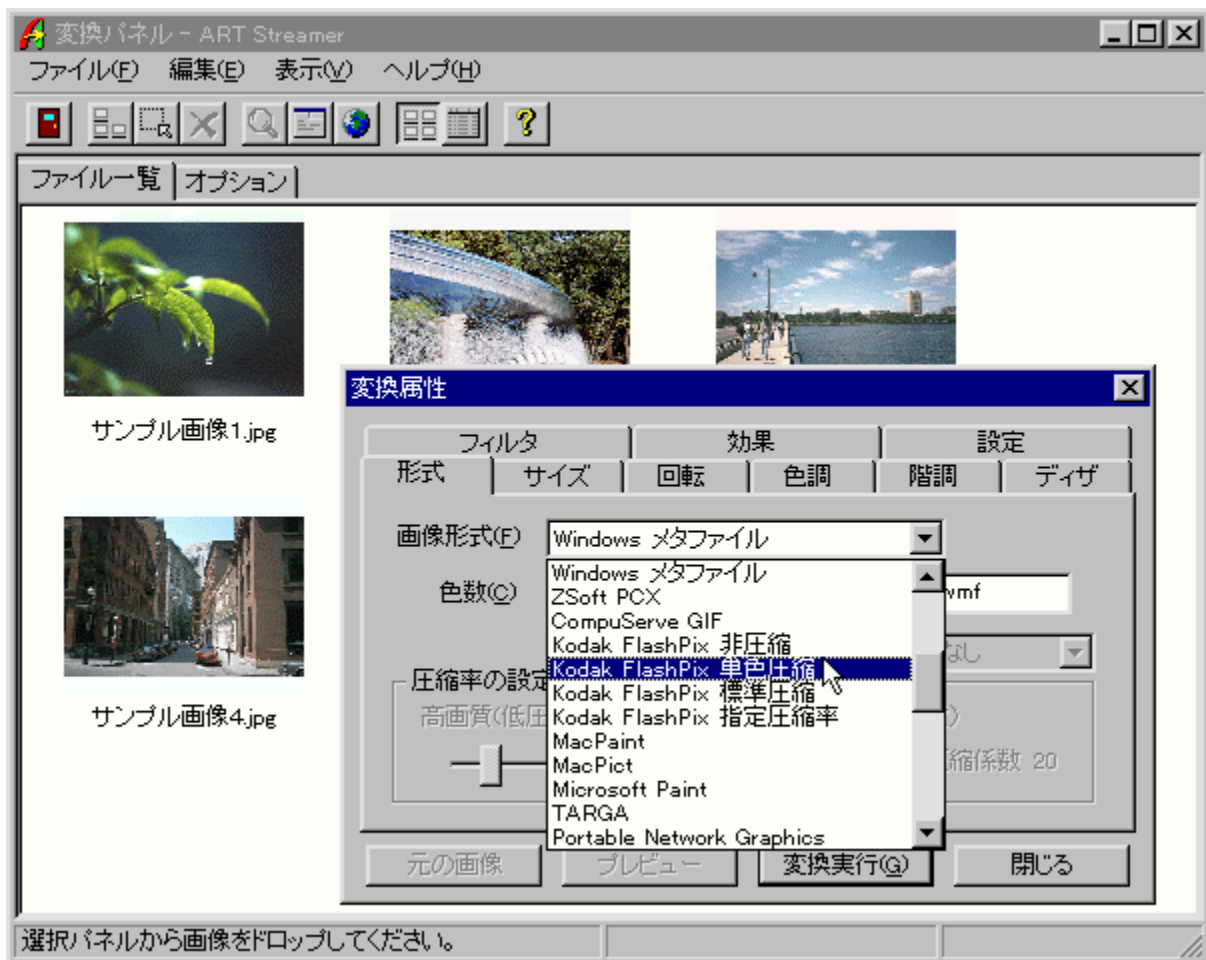 変換パネル - ART Streamer
ファイル(F) 編集(E) 表示(V) ヘルプ(H)
ファイル一覧 オプション
サンプル画像1.jpg
サンプル画像4.jpg
変換属性
フィルタ 効果 設定
形式 サイズ 回転 色調 階調 ディザ
画像形式(F) Windows メタファイル
色数(C)
Windows メタファイル
ZSoft PCX
CompuServe GIF
Kodak FlashPix 非圧縮
Kodak FlashPix 単色圧縮
Kodak FlashPix 標準圧縮
Kodak FlashPix 指定圧縮率
MacPaint
MacPict
Microsoft Paint
TARGA
Portable Network Graphics
wmf
なし
圧縮率の設定
高画質(低圧
縮係数 20
元の画像 プレビュー 変換実行(G) 閉じる
選択パネルから画像をドロップしてください。